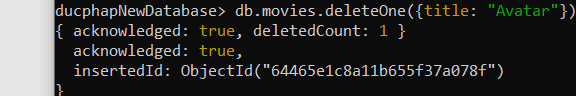 ducphapNewDatabase> db.movies.deleteOne({title: "Avatar"})
{ acknowledged: true, deletedCount: 1 }
  acknowledged: true,
  insertedId: ObjectId("64465e1c8a11b655f37a078f")
}